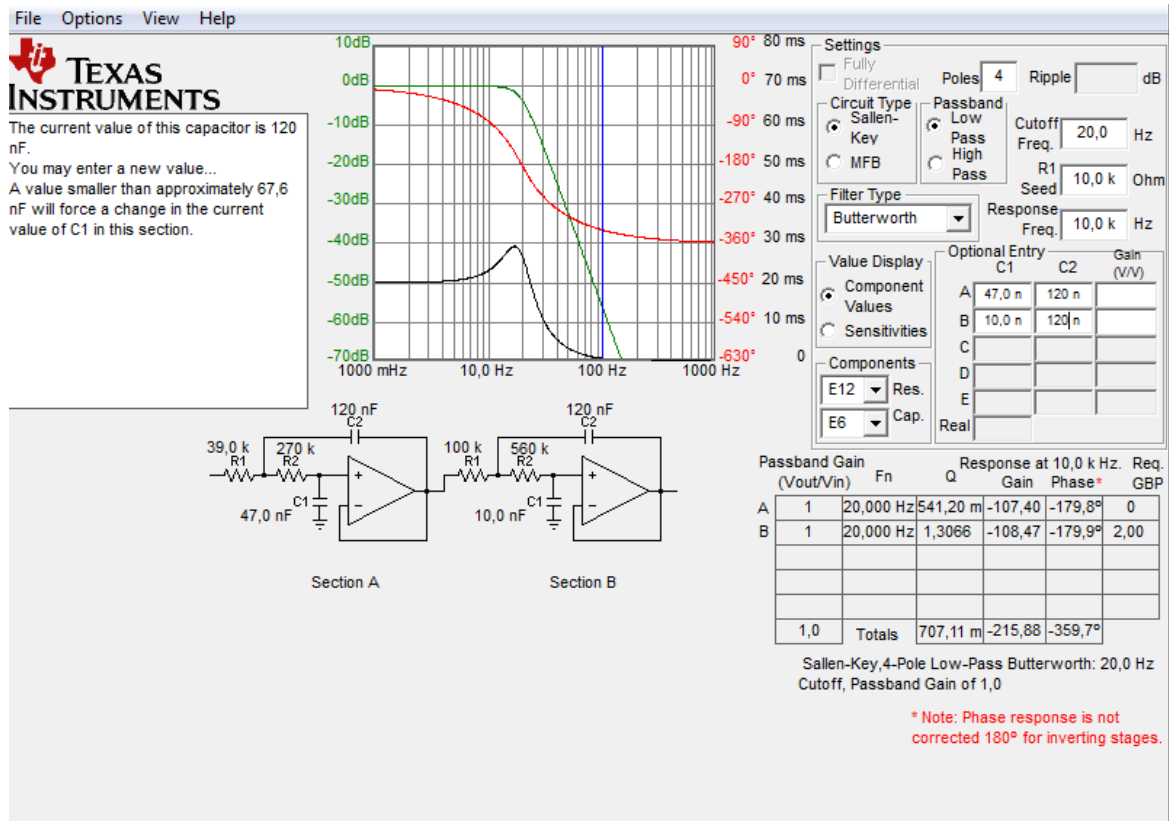 File Options View Help
TEXAS
INSTRUMENTS
The current value of this capacitor is 120
nF.
You may enter a new value...
A value smaller than approximately 67,6
nF will force a change in the current
value of C1 in this section.
10dB
0dB
-10dB
-20dB
-30dB
-40dB
-50dB
-60dB
-70dB
90° 80 ms
0° 70 ms
-90° 60 ms
-180° 50 ms
-270° 40 ms
-360° 30 ms
-450° 20 ms
-540° 10 ms
-630° 0
1000 mHz 10,0 Hz 100 Hz 1000 Hz
Settings
Fully
Differential
Poles 4 Ripple dB
Circuit Type
Sallen-
Key
MFB
Passband
Low
Pass
High
Pass
Cutoff
Freq. 20,0 Hz
R1
Seed 10,0 k Ohm
Response
Freq. 10,0 k Hz
Filter Type
Butterworth
Value Display
Component
Values
Sensitivities
Components
E12 Res.
E6 Cap.
Optional Entry
C1 C2 Gain
(V/V)
A 47,0 n 120 n
B 10,0 n 120 n
C
D
E
Real
120 nF
C2
39,0 k 270 k
R1 R2
C1
47,0 nF
+
-
Section A
120 nF
C2
100 k 560 k
R1 R2
C1
10,0 nF
+
-
Section B
Passband Gain
(Vout/Vin) Fn Q
Response at 10,0 k Hz. Req.
Gain Phase* GBP
A 1 20,000 Hz 541,20 m -107,40 -179,8º 0
B 1 20,000 Hz 1,3066 -108,47 -179,9º 2,00
1,0 Totals 707,11 m -215,88 -359,7º
Sallen-Key,4-Pole Low-Pass Butterworth: 20,0 Hz
Cutoff, Passband Gain of 1,0
* Note: Phase response is not
corrected 180º for inverting stages.